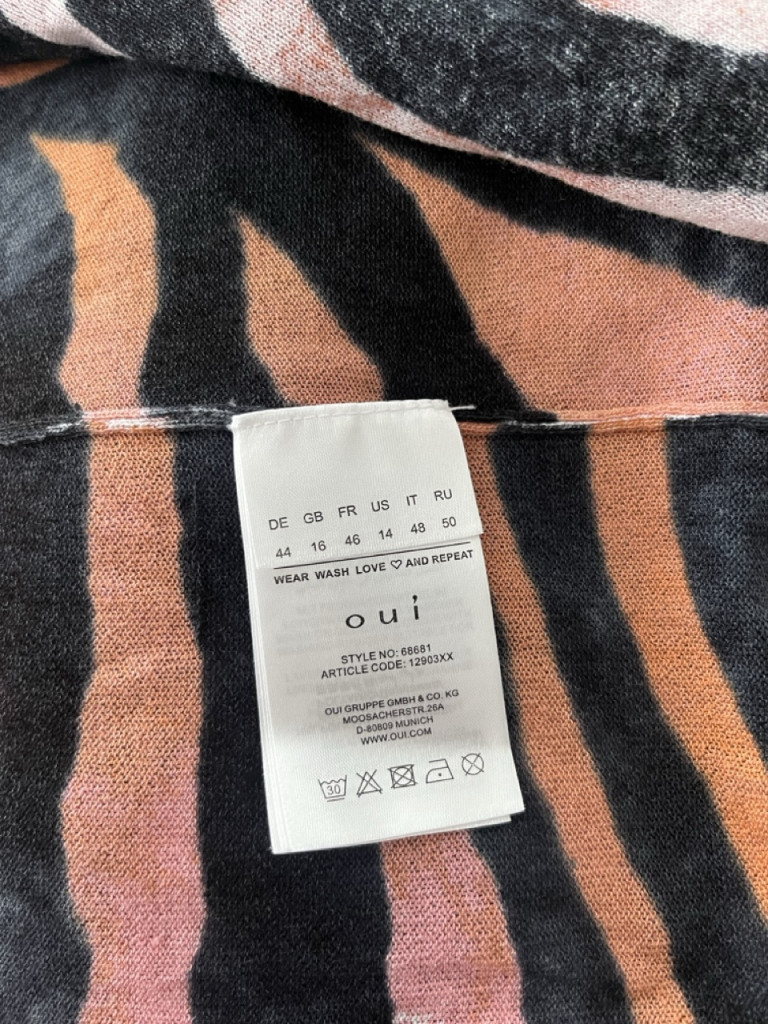 DE GB FR US IT RU
44 16 46 14 48 50
WEAR WASH LOVE ♡ AND REPEAT
ouí
STYLE NO: 68681
ARTICLE CODE: 12903XX
OUI GRUPPE GMBH & CO. KG
MOOSACHERSTR.26A
D-80809 MUNICH
WWW.OUI.COM
30